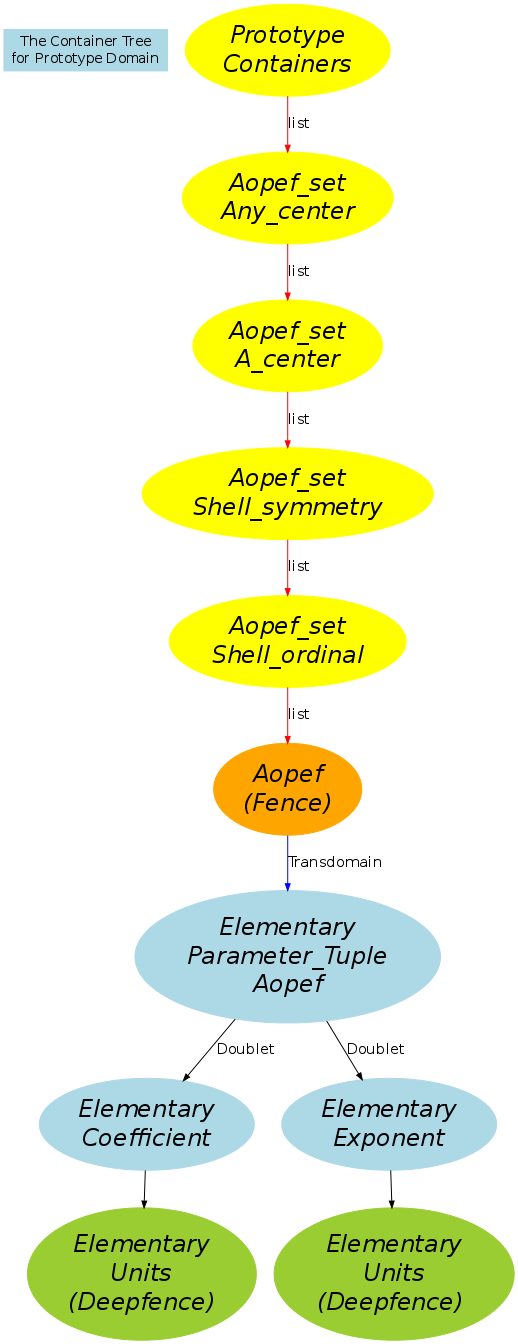 The Container Tree
for Prototype Domain
Prototype
Containers
list
Aopef_set
Any_center
list
Aopef_set
A_center
list
Aopef_set
Shell_symmetry
list
Aopef_set
Shell_ordinal
list
Aopef
(Fence)
Transdomain
Elementary
Parameter_Tuple
Aopef
Doublet
Doublet
Elementary
Coefficient
Elementary
Exponent
Elementary
Units
(Deepfence)
Elementary
Units
(Deepfence)